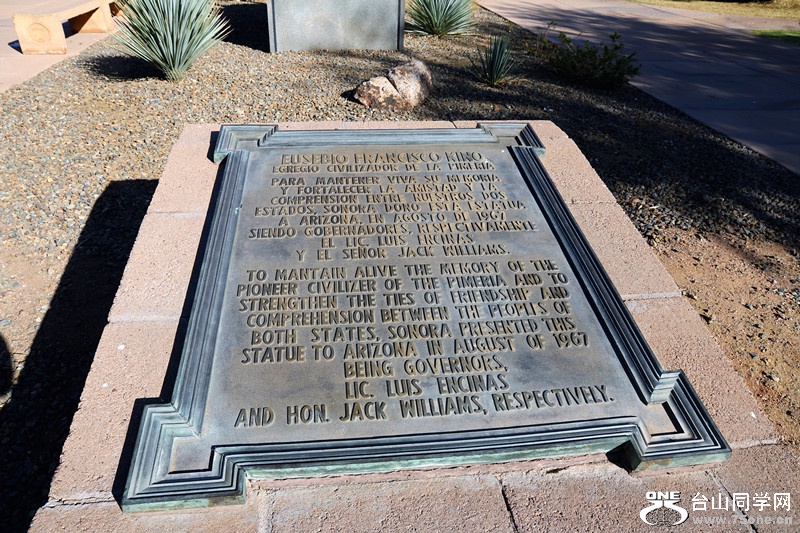 EUSEBIO FRANCISCO KINO,
EGREGIO CIVILIZADOR DE LA PIMERIA
PARA MANTENER VIVA SU MEMORIA
Y FORTALECER LA AMISTAD Y LA
COMPRENSION ENTRE NUESTROS DOS
ESTADOS, SONORA DONO ESTA ESTATUA
A ARIZONA, EN AGOSTO DE 1967
SIENDO GOBERNADORES, RESPECTIVAMENTE
EL LIC. LUIS ENCINAS
Y EL SEÑOR JACK WILLIAMS.
TO MANTAIN ALIVE THE MEMORY OF THE
PIONEER CIVILIZER OF THE PIMERIA AND TO
STRENGTHEN THE TIES OF FRIENDSHIP AND
COMPREHENSION BETWEEN THE PEOPLES OF
BOTH STATES, SONORA PRESENTED THIS
STATUE TO ARIZONA IN AUGUST OF 1967
BEING GOVERNORS,
LIC. LUIS ENCINAS
AND HON. JACK WILLIAMS, RESPECTIVELY.
ONE 台山同学网
www.75one.cn